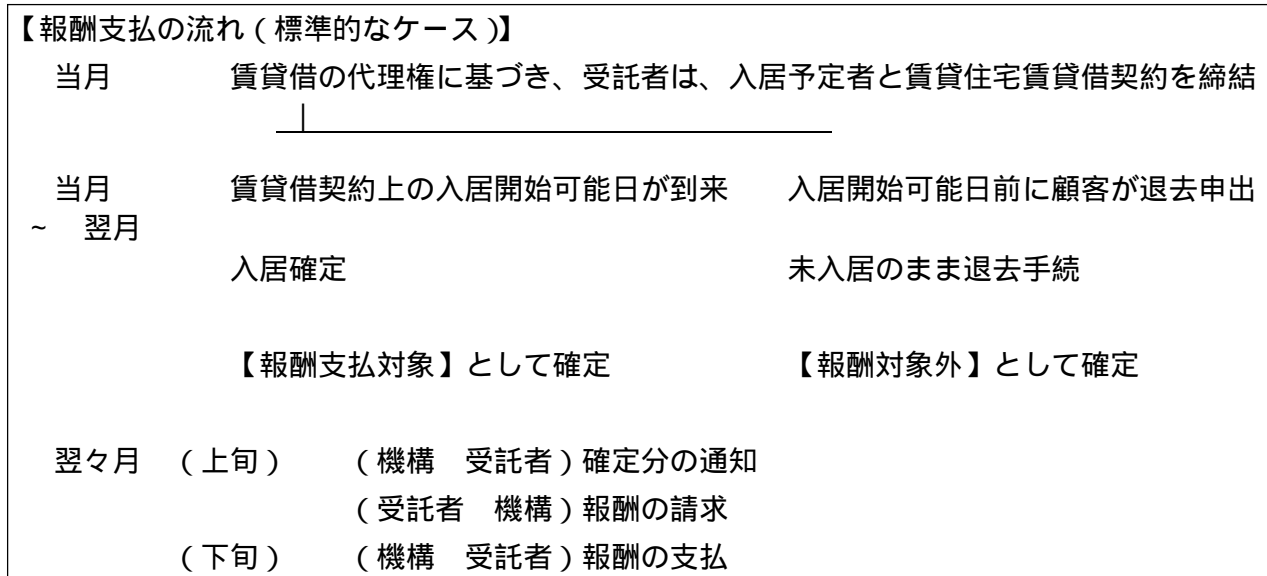 【報酬支払の流れ(標準的なケース)】
当月 賃貸借の代理権に基づき、受託者は、入居予定者と賃貸住宅賃貸借契約を締結
当月 賃貸借契約上の入居開始可能日が到来 入居開始可能日前に顧客が退去申出
~ 翌月
入居確定 未入居のまま退去手続
【報酬支払対象】として確定 【報酬対象外】として確定
翌々月 (上旬) (機構 受託者)確定分の通知
(受託者 機構)報酬の請求
(下旬) (機構 受託者)報酬の支払